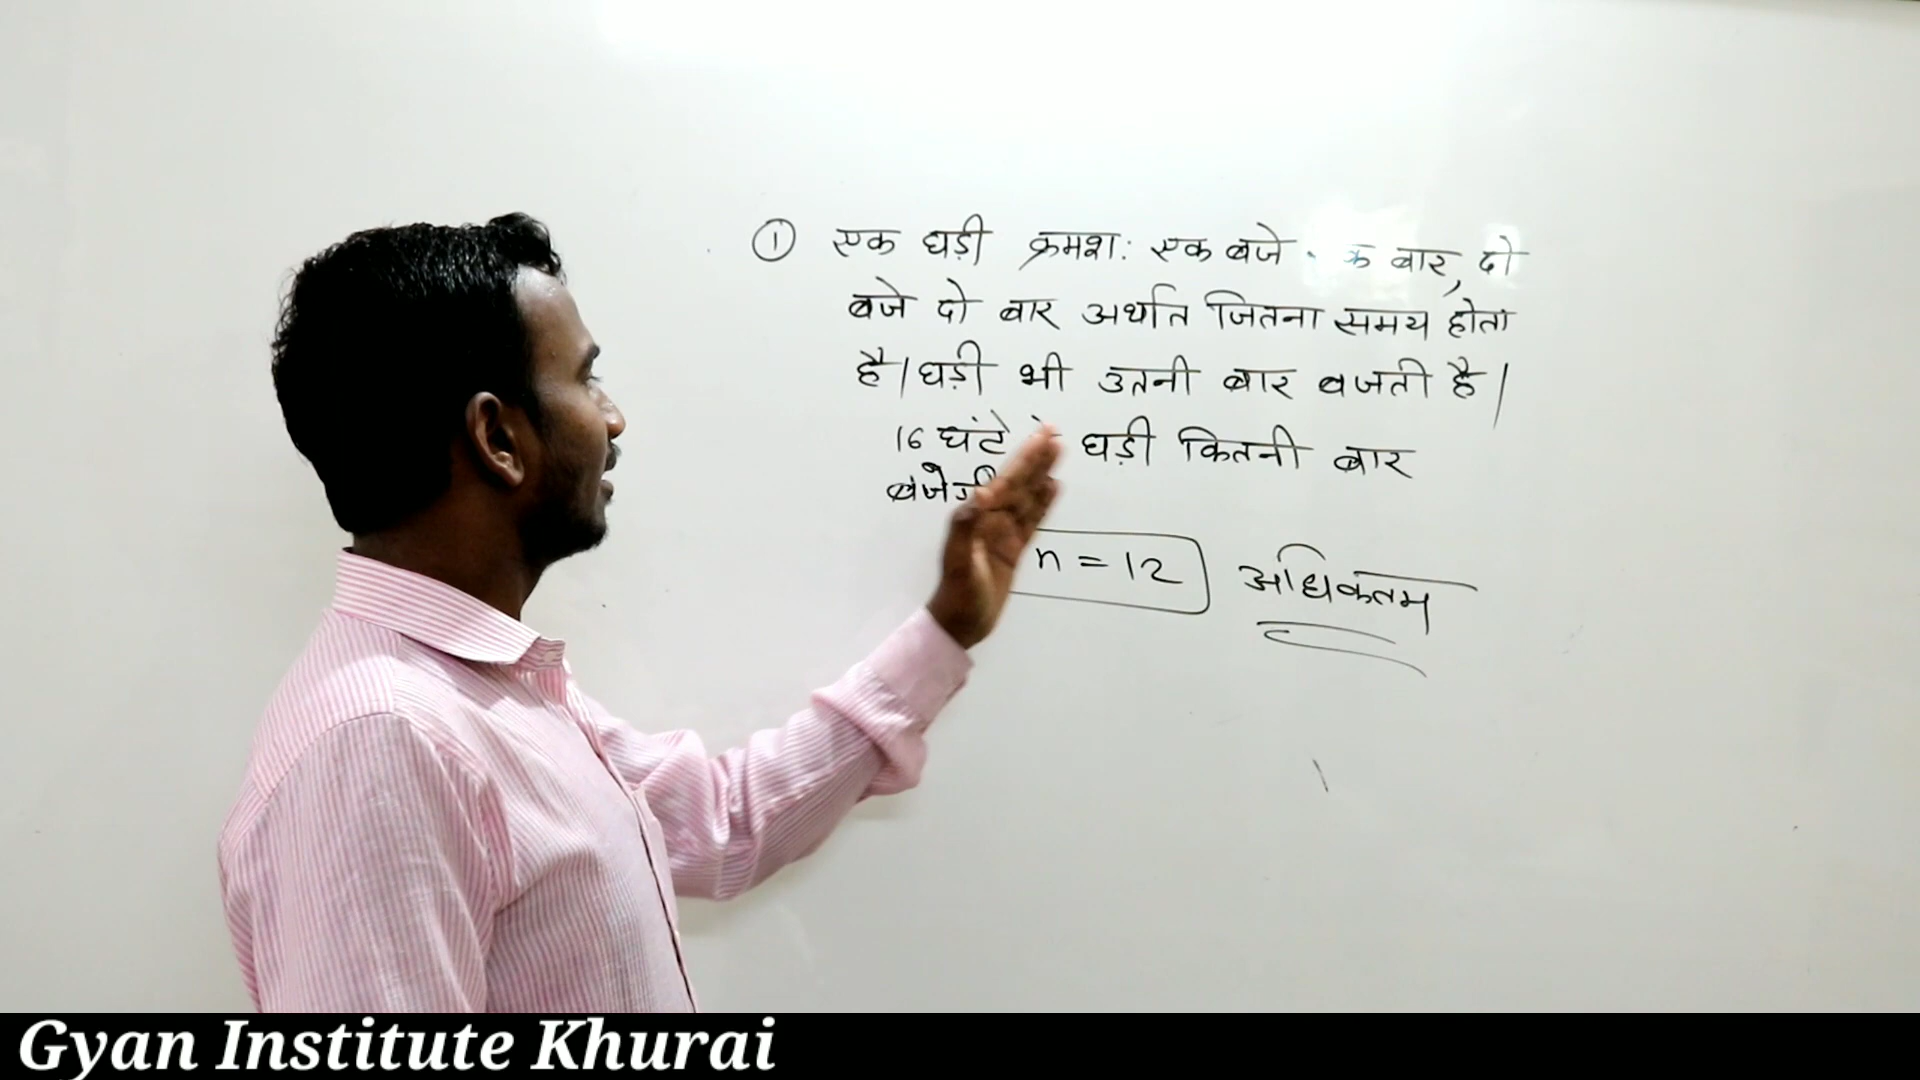 ① एक घड़ी क्रमश: एक बजे क बार, दो
बजे दो बार अर्थात जितना समय होता
है। घड़ी भी उतनी बार बजती है।
16 घंटे घड़ी कितनी बार
बजेगी
n = 12 अधिकतम
Gyan Institute Khurai